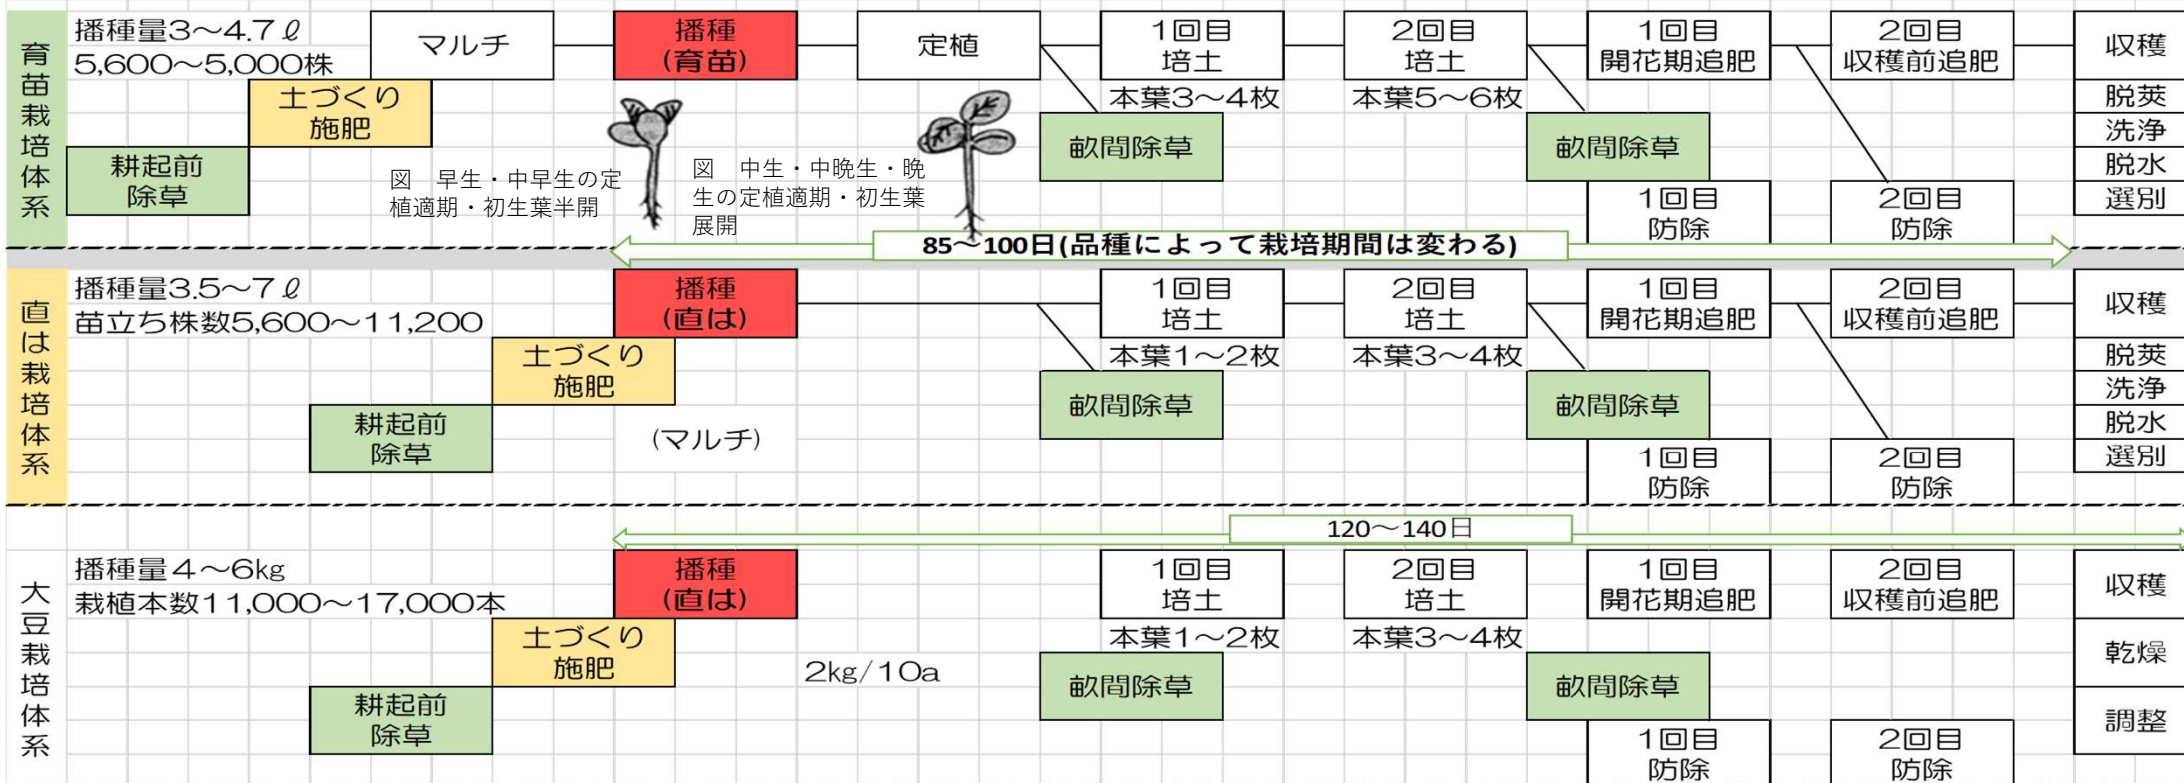 育苗栽培体系
播種量3～4.7ℓ
5,600～5,000株
マルチ
播種
(育苗)
定植
1回目
培土
2回目
培土
1回目
開花期追肥
2回目
収穫前追肥
収穫
土づくり
施肥
本葉3～4枚
本葉5～6枚
脱莢
洗浄
脱水
選別
耕起前
除草
畝間除草
畝間除草
図　早生・中早生の定
植適期・初生葉半開
図　中生・中晩生・晩
生の定植適期・初生葉
展開
1回目
防除
2回目
防除
85～100日(品種によって栽培期間は変わる)
直は栽培体系
播種量3.5～7ℓ
苗立ち株数5,600～11,200
播種
(直は)
1回目
培土
2回目
培土
1回目
開花期追肥
2回目
収穫前追肥
収穫
土づくり
施肥
本葉1～2枚
本葉3～4枚
脱莢
洗浄
脱水
選別
耕起前
除草
(マルチ)
畝間除草
畝間除草
1回目
防除
2回目
防除
120～140日
大豆栽培体系
播種量4～6kg
栽植本数11,000～17,000本
播種
(直は)
1回目
培土
2回目
培土
1回目
開花期追肥
2回目
収穫前追肥
収穫
土づくり
施肥
2kg/10a
本葉1～2枚
本葉3～4枚
乾燥
調整
耕起前
除草
畝間除草
畝間除草
1回目
防除
2回目
防除